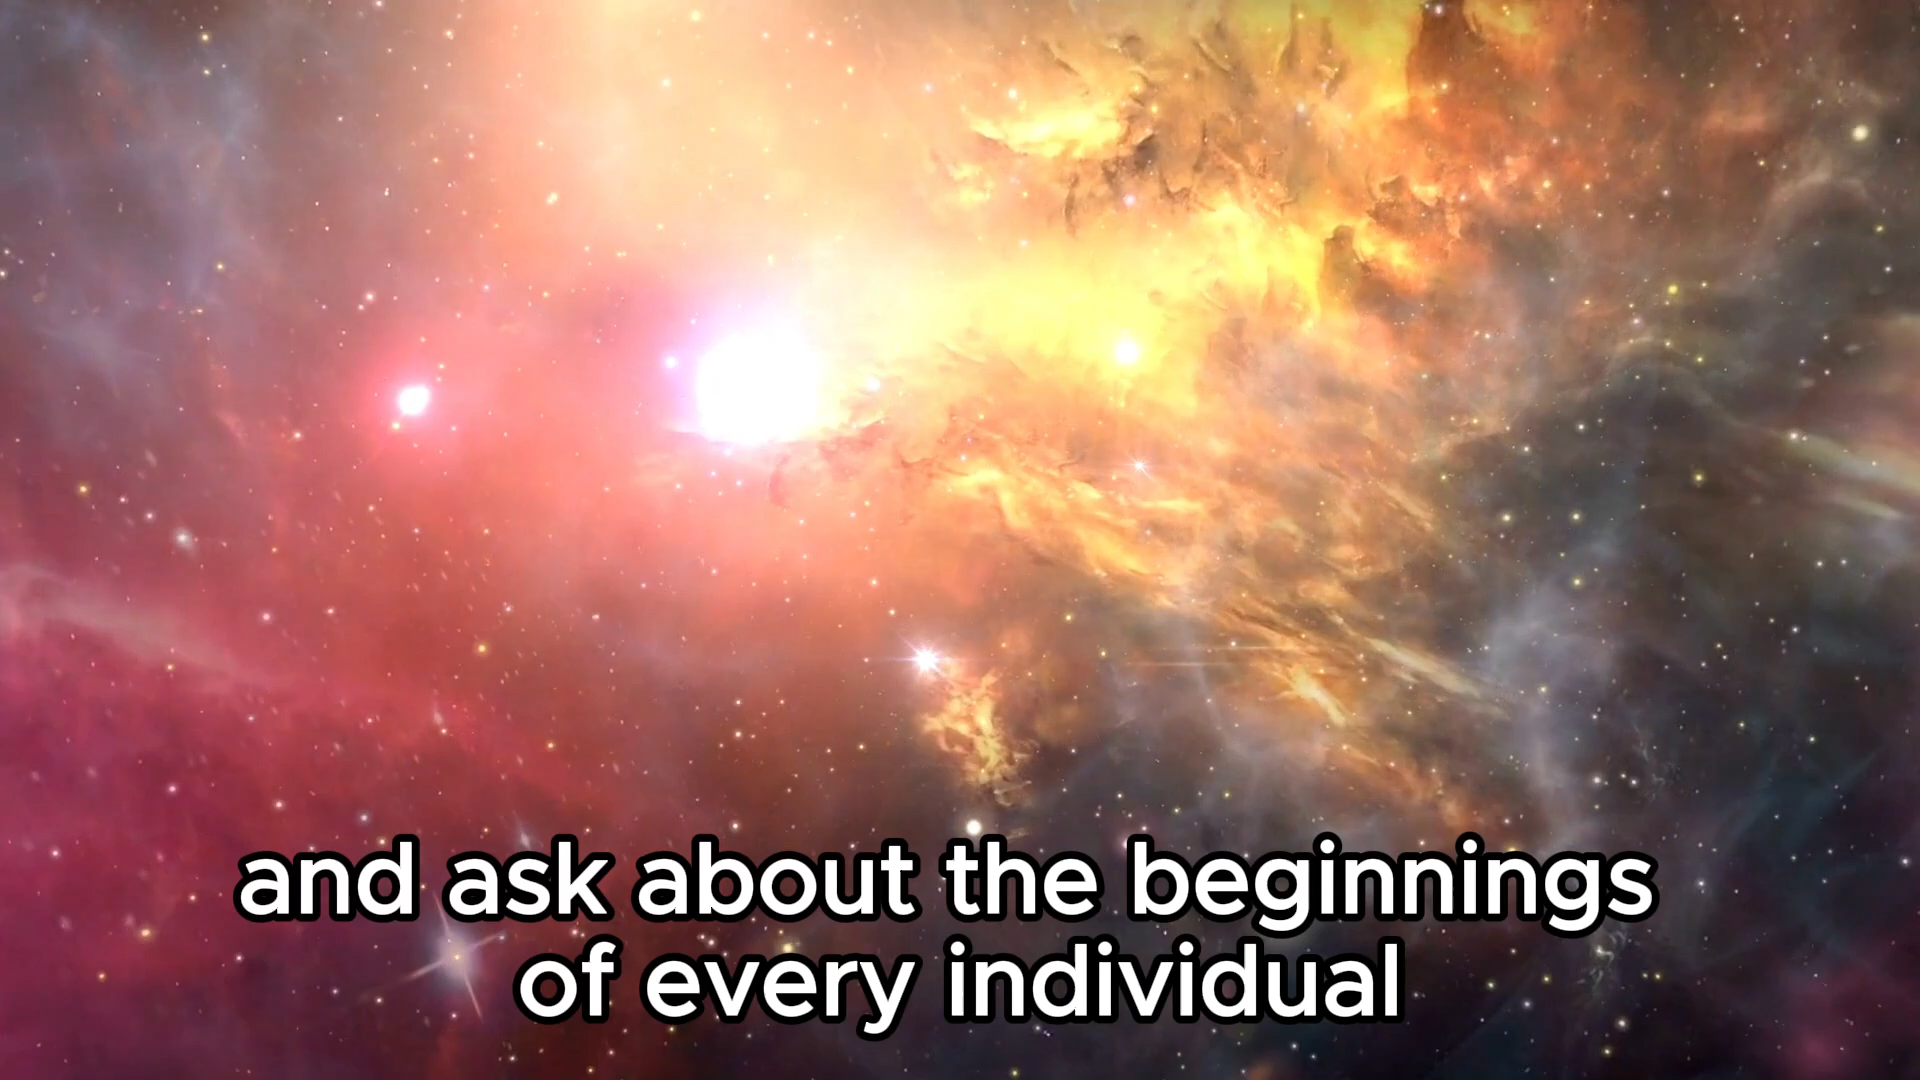 and ask about the beginnings
of every individual